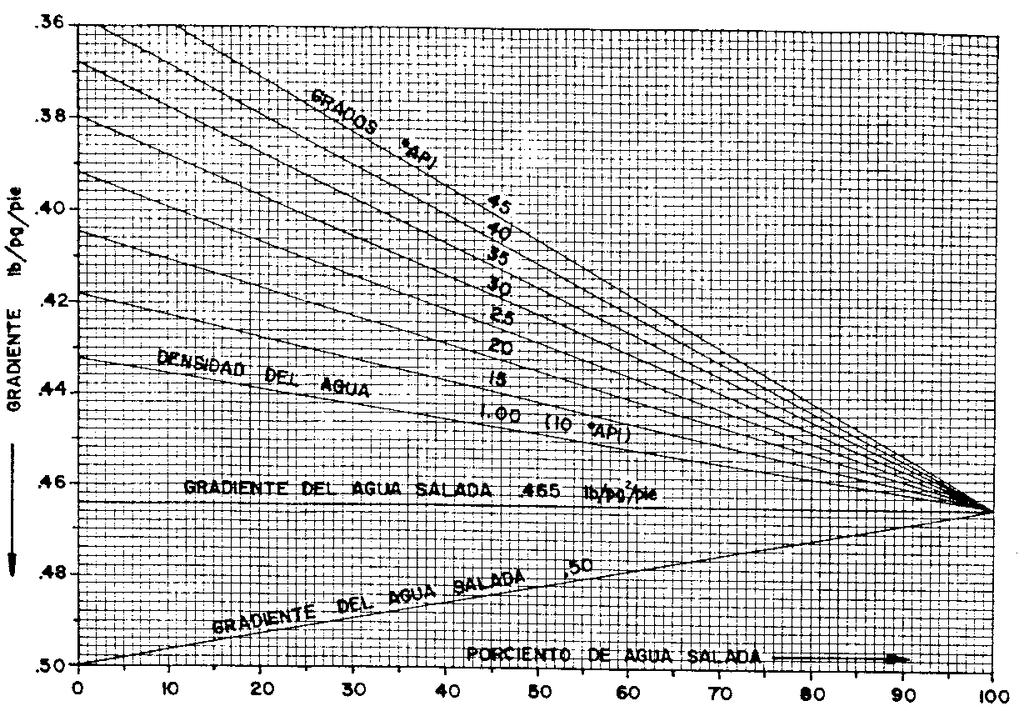 .36
.38
.40
.42
.44
.46
.48
.50
GRADIENTE lb/pg/pie
GRADOS °API
45
40
35
30
25
20
15
DENSIDAD DEL AGUA
1.00 (10 °API)
GRADIENTE DEL AGUA SALADA .465 lb/pg²/pie
GRADIENTE DEL AGUA SALADA .50
PORCIENTO DE AGUA SALADA
0 10 20 30 40 50 60 70 80 90 100